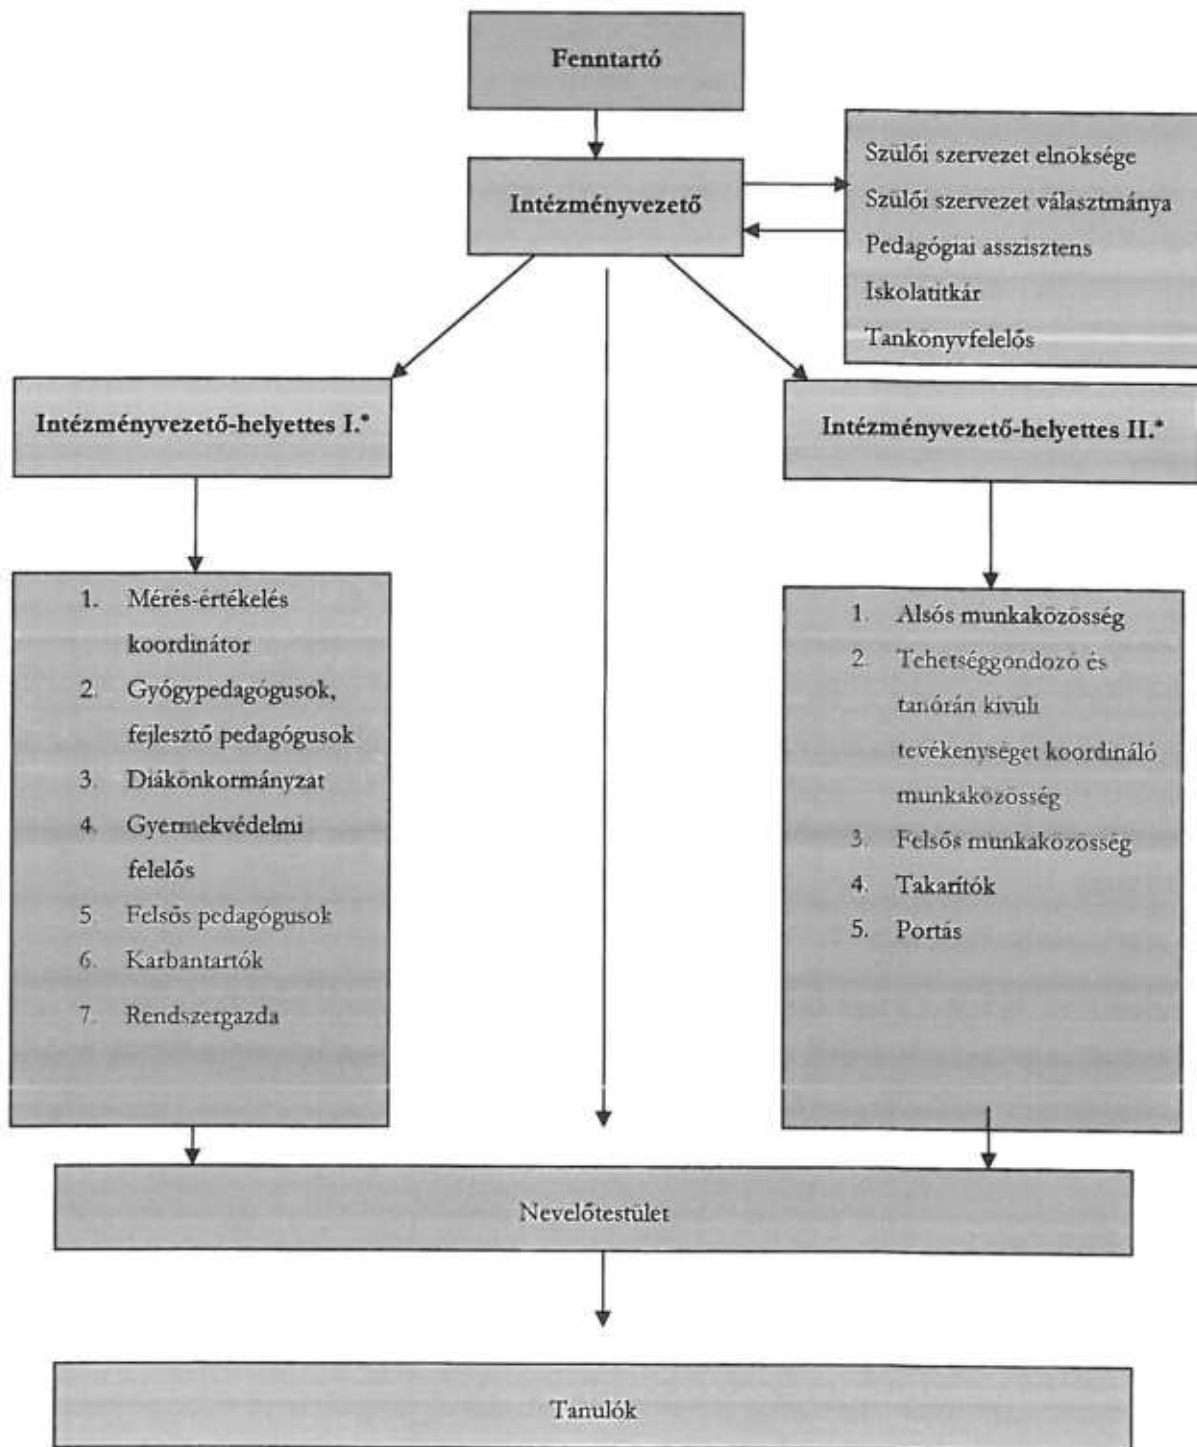 Fenntartó
Intézményvezető
Szülői szervezet elnöksége
Szülői szervezet választmánya
Pedagógiai asszisztens
Iskolatitkár
Tankönyvfelelős
Intézményvezető-helyettes I.*
Intézményvezető-helyettes II.*
1. Mérés-értékelés
koordinátor
2. Gyógypedagógusok,
fejlesztő pedagógusok
3. Diákönkormányzat
4. Gyermekvédelmi
felelős
5. Felsős pedagógusok
6. Karbantartók
7. Rendszergazda
1. Alsós munkaközösség
2. Tehetséggondozó és
tanórán kívüli
tevékenységet koordináló
munkaközösség
3. Felsős munkaközösség
4. Takarítók
5. Portás
Nevelőtestület
Tanulók